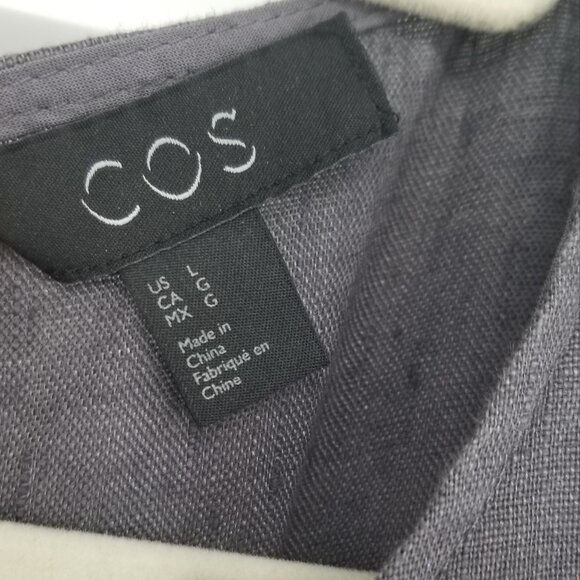 COS
US L
CA G
MX G
Made in
China
Fabriqué en
Chine